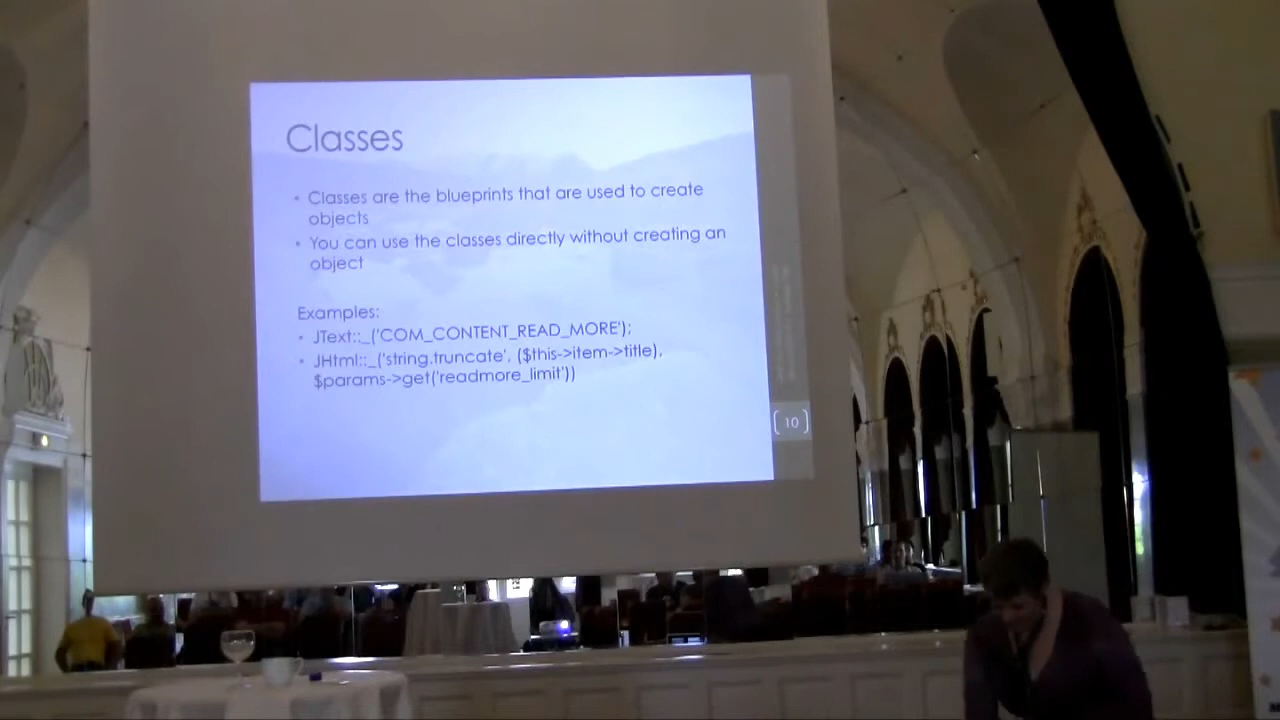 Classes
• Classes are the blueprints that are used to create
objects
• You can use the classes directly without creating an
object
Examples:
• JText::_('COM_CONTENT_READ_MORE');
• JHtml::_('string.truncate', ($this->item->title),
$params->get('readmore_limit'))
[ 10 ]